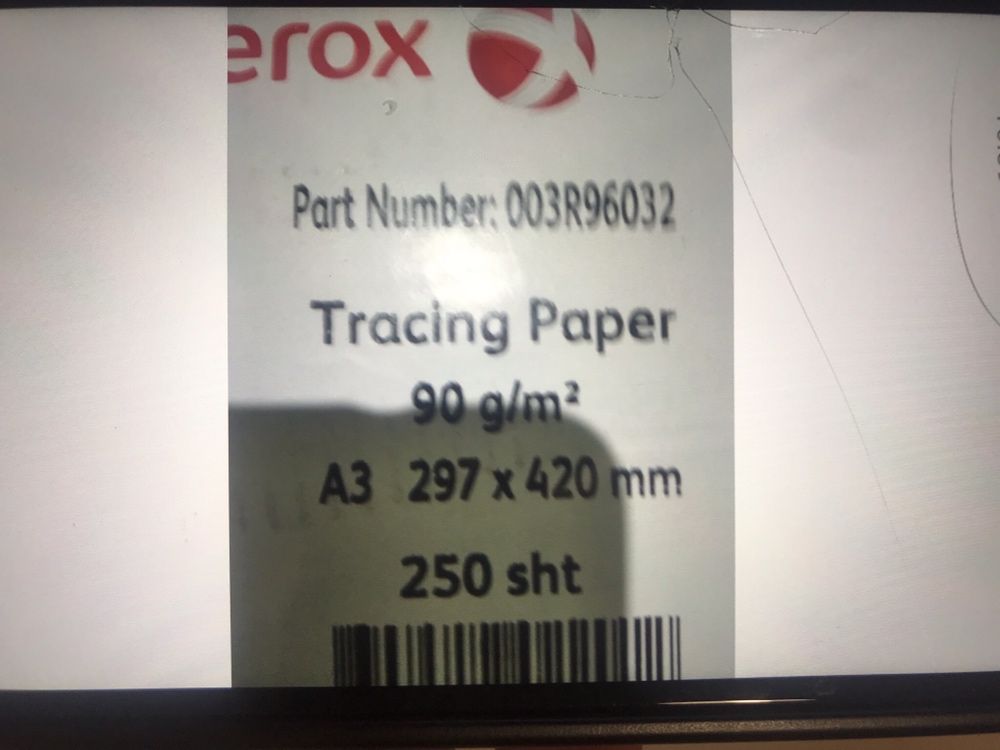 erox
Part Number: 003R96032
Tracing Paper
90 g/m²
A3 297 x 420 mm
250 sht